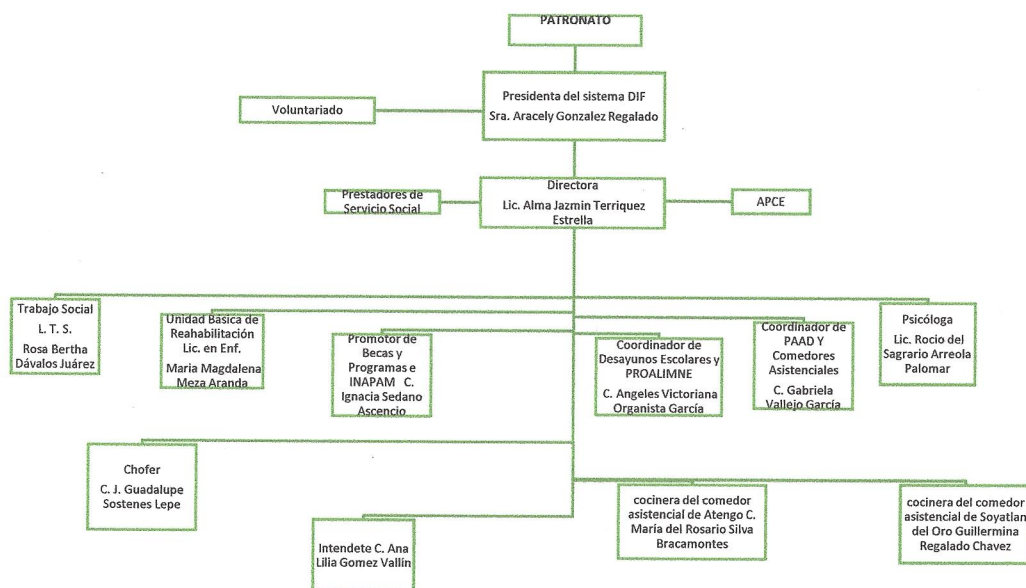 PATRONATO
Presidenta del sistema DIF
Sra. Aracely Gonzalez Regalado
Voluntariado
Directora
Lic. Alma Jazmin Terriquez
Estrella
Prestadores de
Servicio Social
APCE
Trabajo Social
L. T. S.
Rosa Bertha
Dávalos Juárez
Unidad Básica de
Reahabilitación
Lic. en Enf.
Maria Magdalena
Meza Aranda
Promotor de
Becas y
Programas e
INAPAM C.
Ignacia Sedano
Ascencio
Coordinador de
Desayunos Escolares y
PROALIMNE
C. Angeles Victoriana
Organista García
Coordinador de
PAAD Y
Comedores
Asistenciales
C. Gabriela
Vallejo García
Psicóloga
Lic. Rocio del
Sagrario Arreola
Palomar
Chofer
C. J. Guadalupe
Sostenes Lepe
Intendete C. Ana
Lilia Gomez Vallín
cocinera del comedor
asistencial de Atengo C.
María del Rosario Silva
Bracamontes
cocinera del comedor
asistencial de Soyatlan
del Oro Guillermina
Regalado Chavez